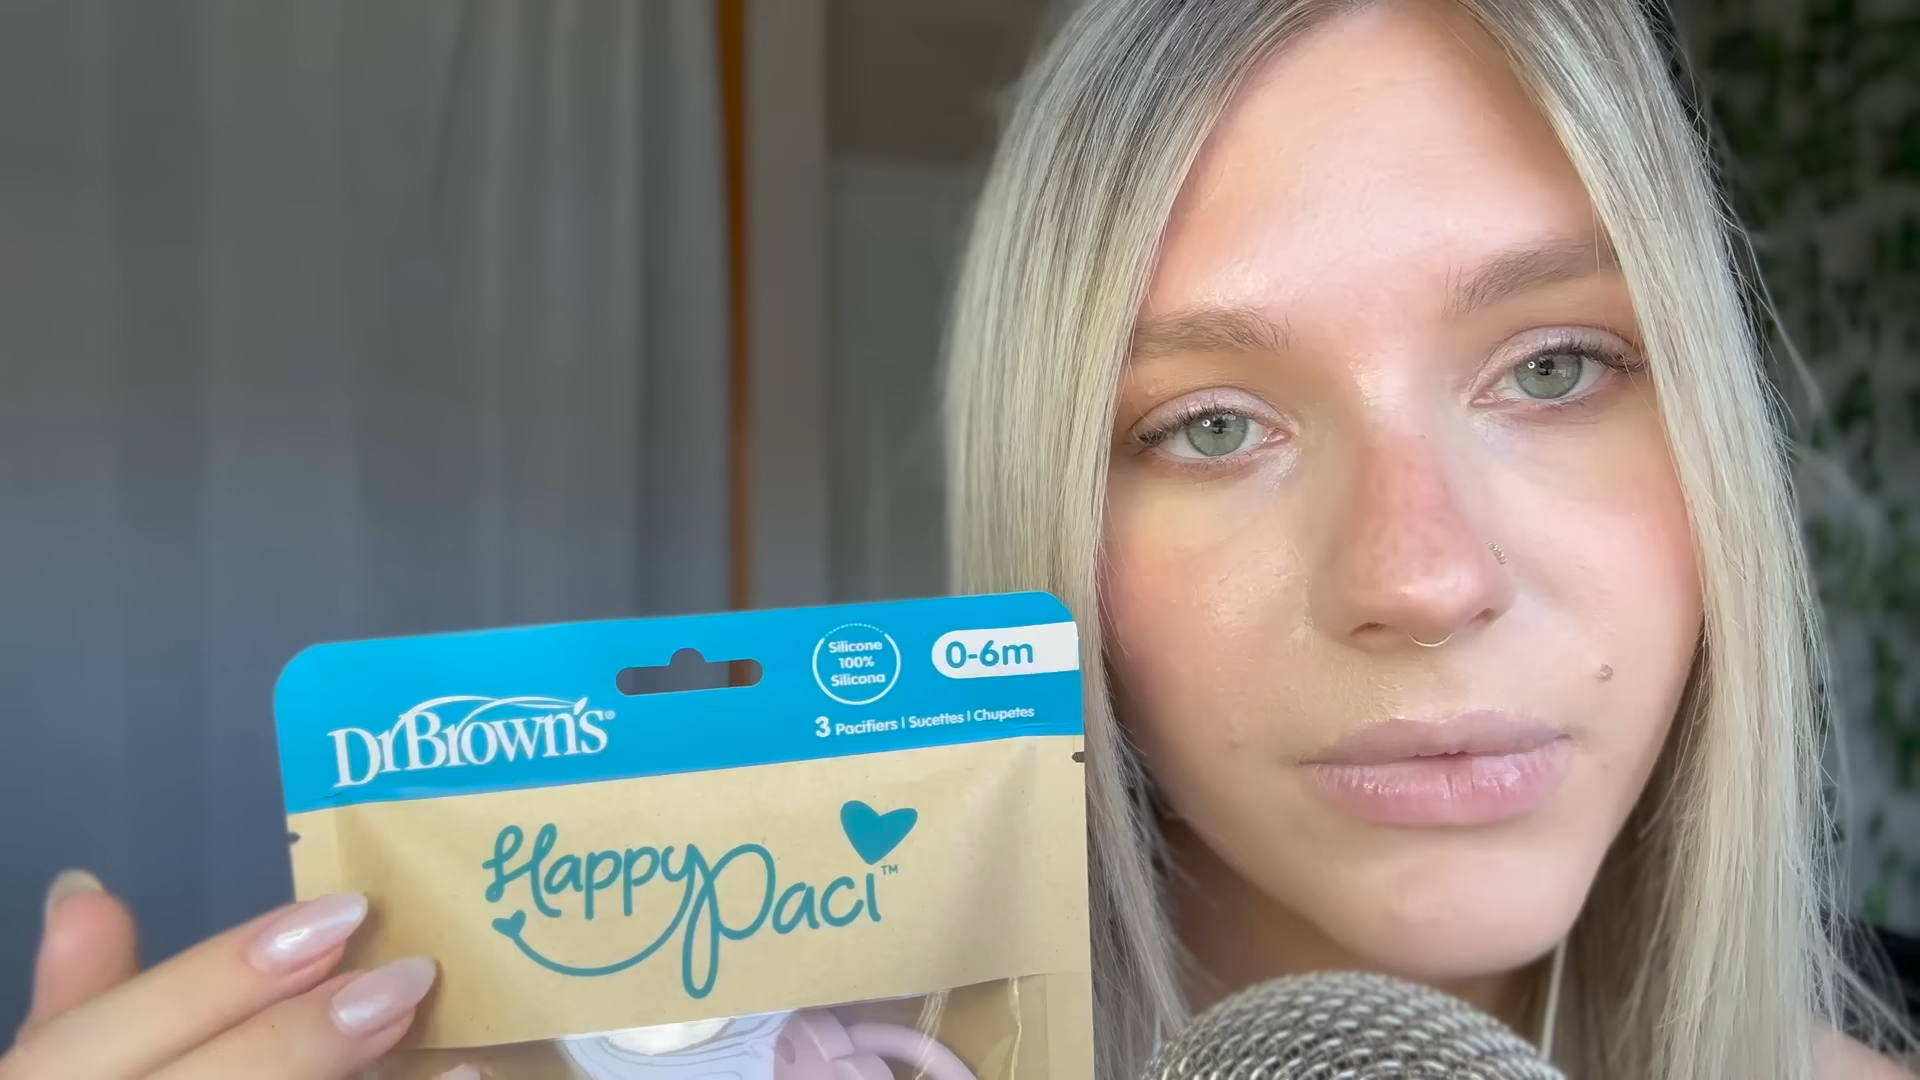 Silicone
100%
Silicona
0-6m
DrBrown's®
3 Pacifiers | Sucettes | Chupetes
HappyPaci™